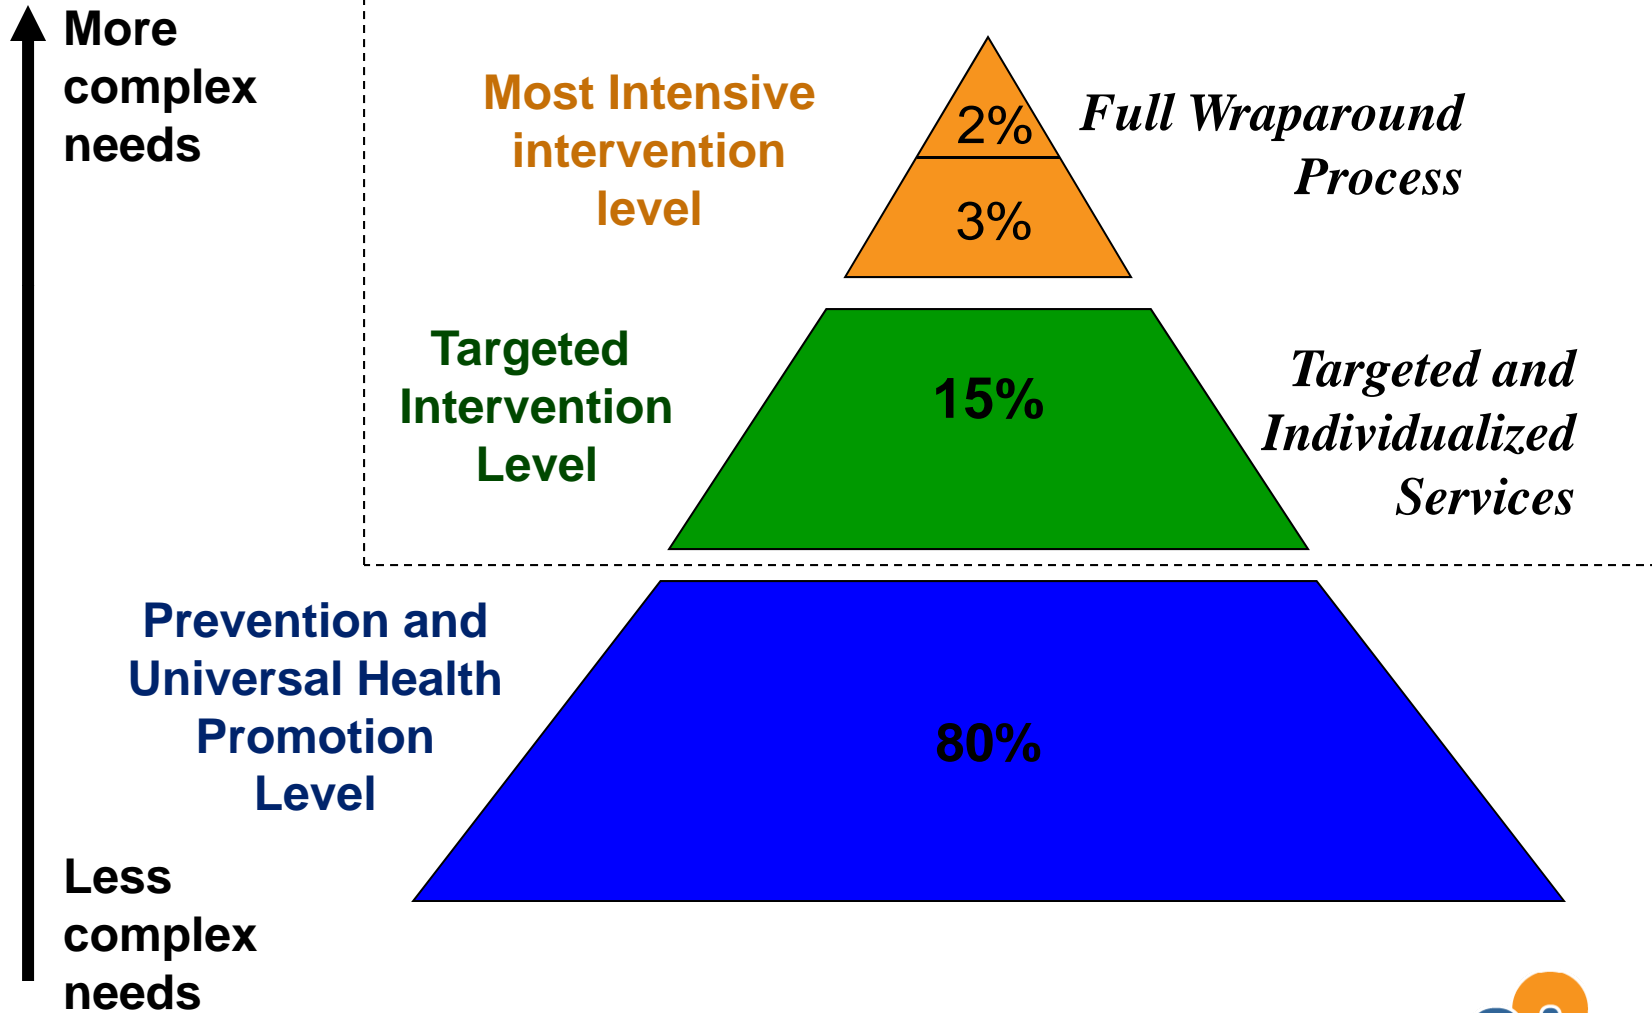 More
complex
needs
Most Intensive
intervention
level
2%
3%
Full Wraparound
Process
Targeted
Intervention
Level
15%
Targeted and
Individualized
Services
Prevention and
Universal Health
Promotion
Level
80%
Less
complex
needs